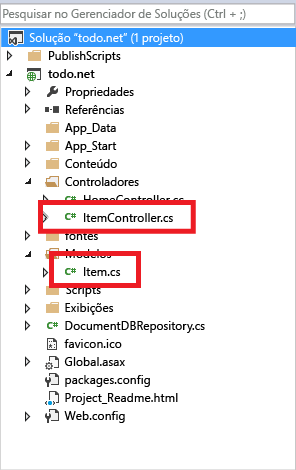 Pesquisar no Gerenciador de Soluções (Ctrl + ;)
Solução "todo.net" (1 projeto)
PublishScripts
todo.net
Propriedades
Referências
App_Data
App_Start
Conteúdo
Controladores
HomeController.cs
C# ItemController.cs
fontes
Modelos
C# Item.cs
Scripts
Exibições
C# DocumentDBRepository.cs
favicon.ico
Global.asax
packages.config
Project_Readme.html
Web.config